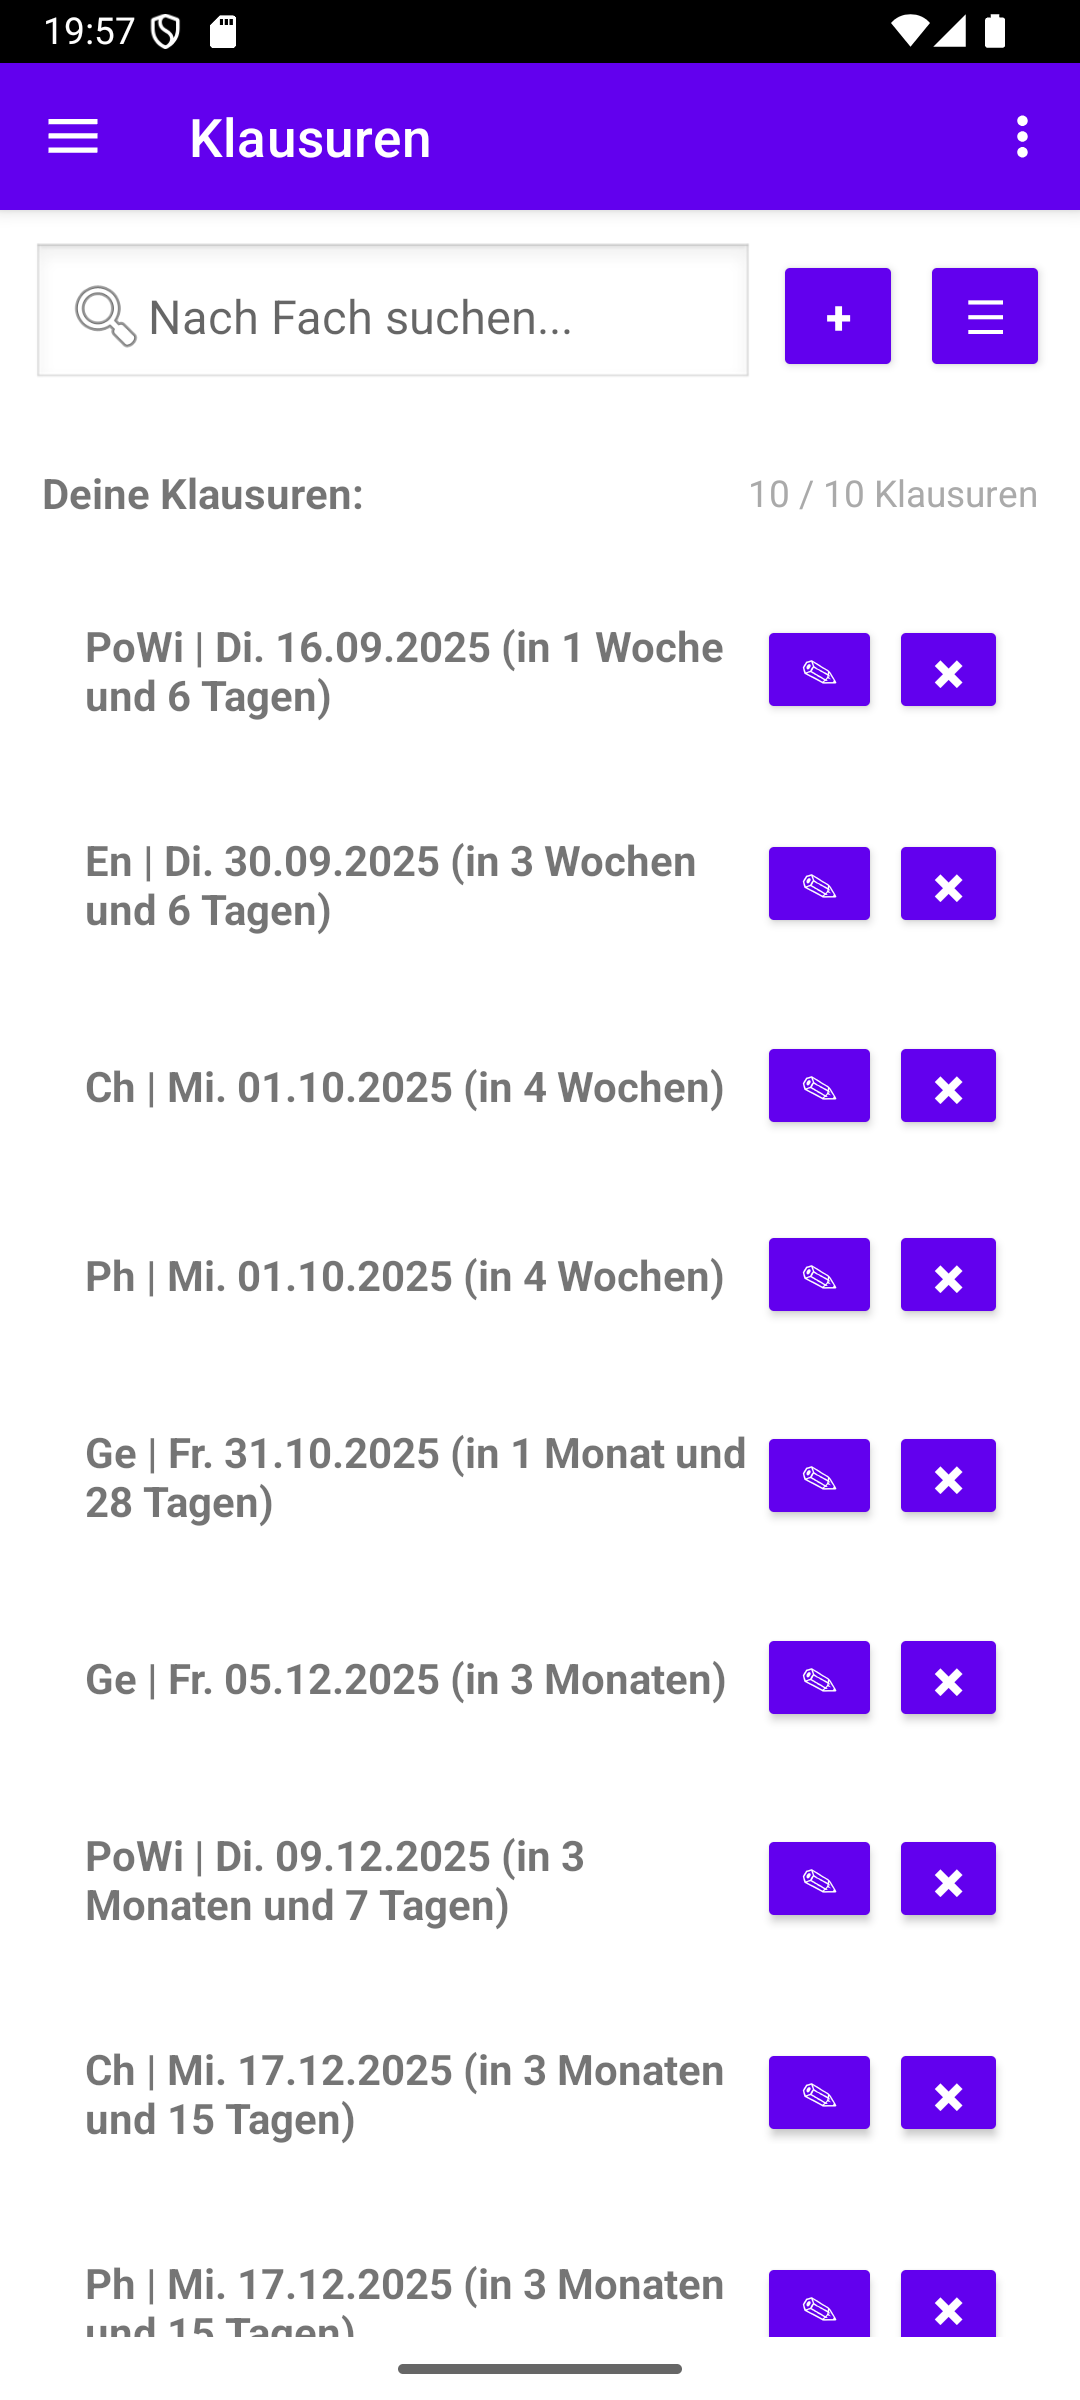 19:57
Klausuren
Nach Fach suchen...
Deine Klausuren:
10 / 10 Klausuren
PoWi | Di. 16.09.2025 (in 1 Woche
und 6 Tagen)
En | Di. 30.09.2025 (in 3 Wochen
und 6 Tagen)
Ch | Mi. 01.10.2025 (in 4 Wochen)
Ph | Mi. 01.10.2025 (in 4 Wochen)
Ge | Fr. 31.10.2025 (in 1 Monat und
28 Tagen)
Ge | Fr. 05.12.2025 (in 3 Monaten)
PoWi | Di. 09.12.2025 (in 3
Monaten und 7 Tagen)
Ch | Mi. 17.12.2025 (in 3 Monaten
und 15 Tagen)
Ph | Mi. 17.12.2025 (in 3 Monaten
und 15 Tagen)